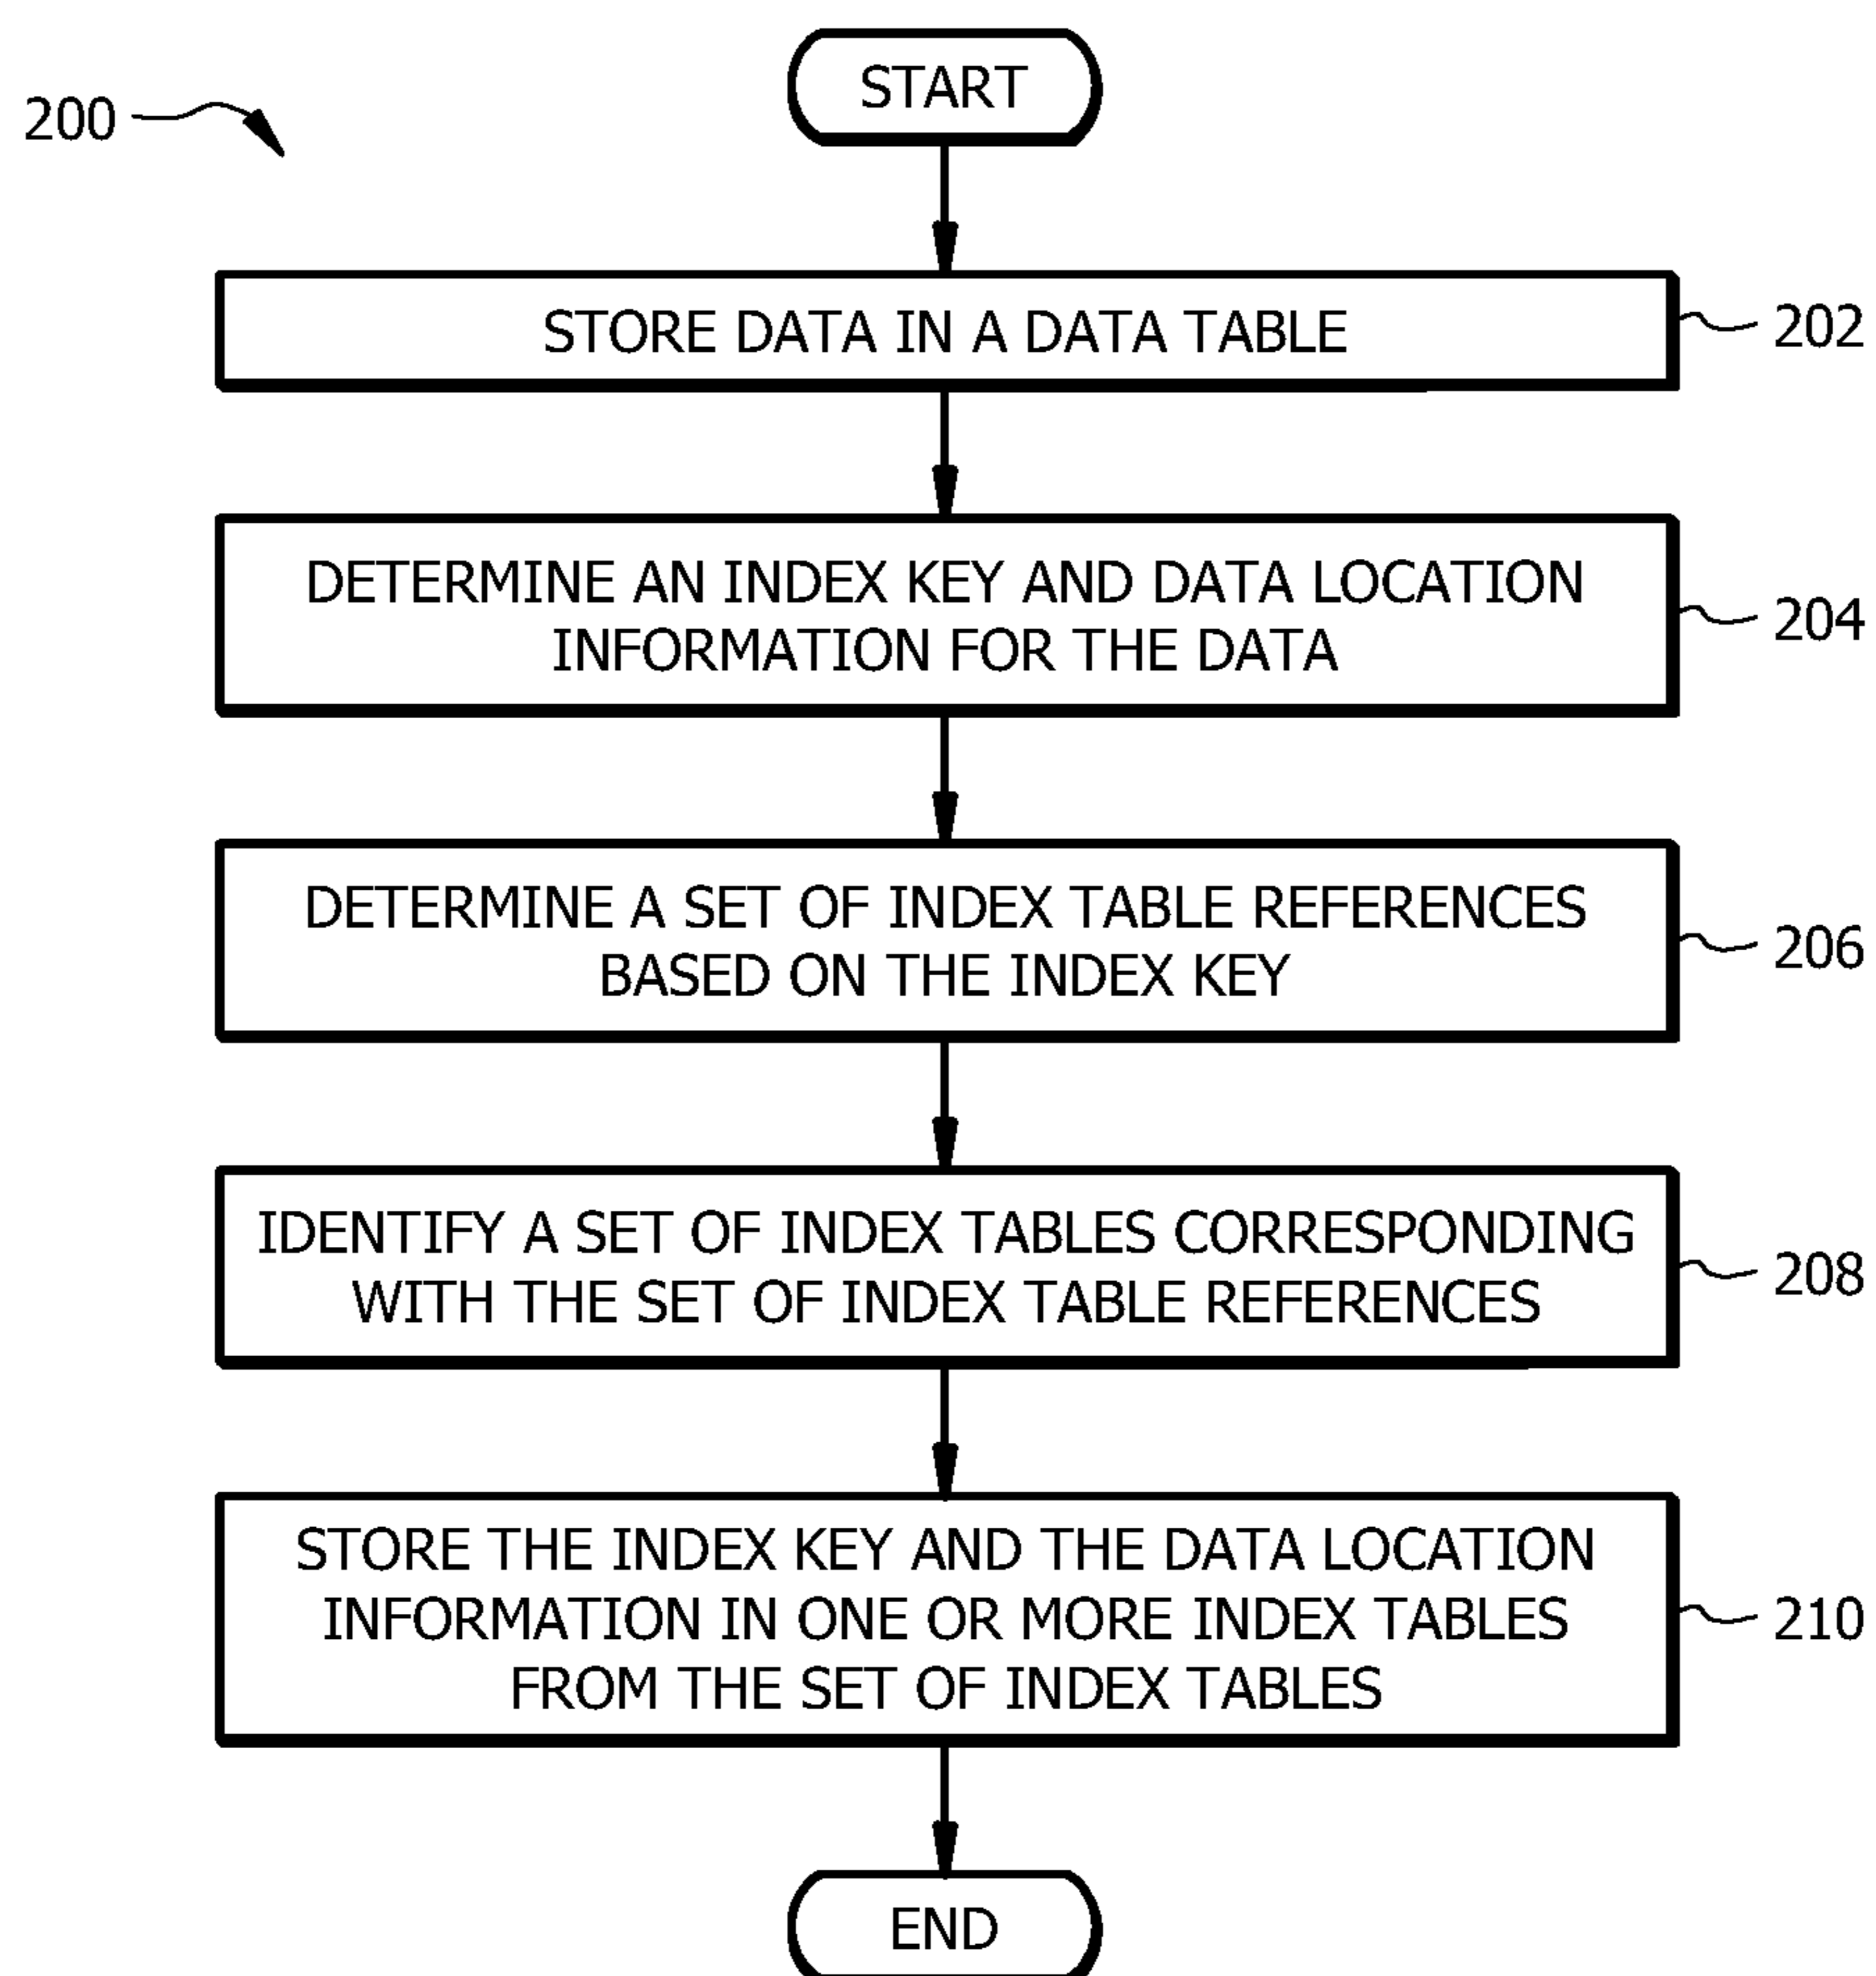 START
200
STORE DATA IN A DATA TABLE
202
DETERMINE AN INDEX KEY AND DATA LOCATION
INFORMATION FOR THE DATA
204
DETERMINE A SET OF INDEX TABLE REFERENCES
BASED ON THE INDEX KEY
206
IDENTIFY A SET OF INDEX TABLES CORRESPONDING
WITH THE SET OF INDEX TABLE REFERENCES
208
STORE THE INDEX KEY AND THE DATA LOCATION
INFORMATION IN ONE OR MORE INDEX TABLES
FROM THE SET OF INDEX TABLES
210
END